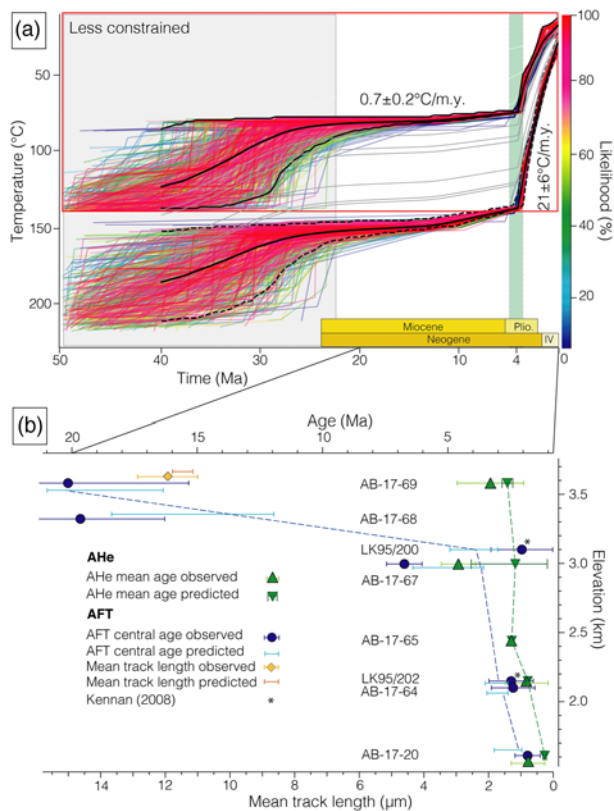 (a)
Less constrained
0.7±0.2°C/m.y.
21±6°C/m.y.
50
100
150
200
Temperature (°C)
100
80
60
40
20
Likelihood (%)
Miocene
Plio.
Neogene
IV
50 40 30 20 10 4 0
Time (Ma)
(b)
Age (Ma)
20 16 12 8 4 0
AB-17-69
AB-17-68
LK95/200
*
AB-17-67
AB-17-65
LK95/202
*
AB-17-64
AB-17-20
AHe
AHe mean age observed
AHe mean age predicted
AFT
AFT central age observed
AFT central age predicted
Mean track length observed
Mean track length predicted
* Kennan (2008)
3.5
3.0
2.5
2.0
Elevation (km)
14 12 10 8 6 4 2 0
Mean track length (µm)